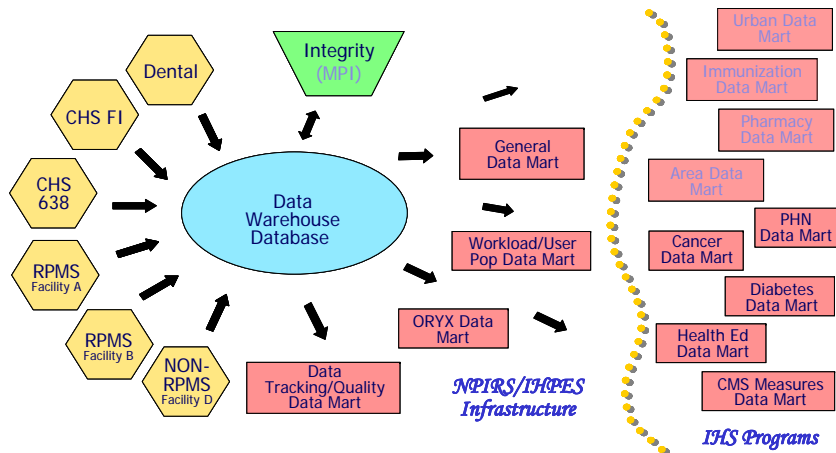 Dental
CHS FI
CHS
638
RPMS
Facility A
RPMS
Facility B
NON-
RPMS
Facility D
Integrity
(MPI)
Data
Warehouse
Database
General
Data Mart
Workload/User
Pop Data Mart
ORYX Data
Mart
Data
Tracking/Quality
Data Mart
NPIRS/IHPES
Infrastructure
Urban Data
Mart
Immunization
Data Mart
Pharmacy
Data Mart
Area Data
Mart
PHN
Data Mart
Cancer
Data Mart
Diabetes
Data Mart
Health Ed
Data Mart
CMS Measures
Data Mart
IHS Programs